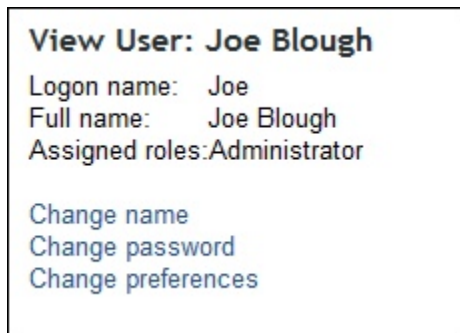 View User: Joe Blough
Logon name: Joe
Full name: Joe Blough
Assigned roles:Administrator
Change name
Change password
Change preferences